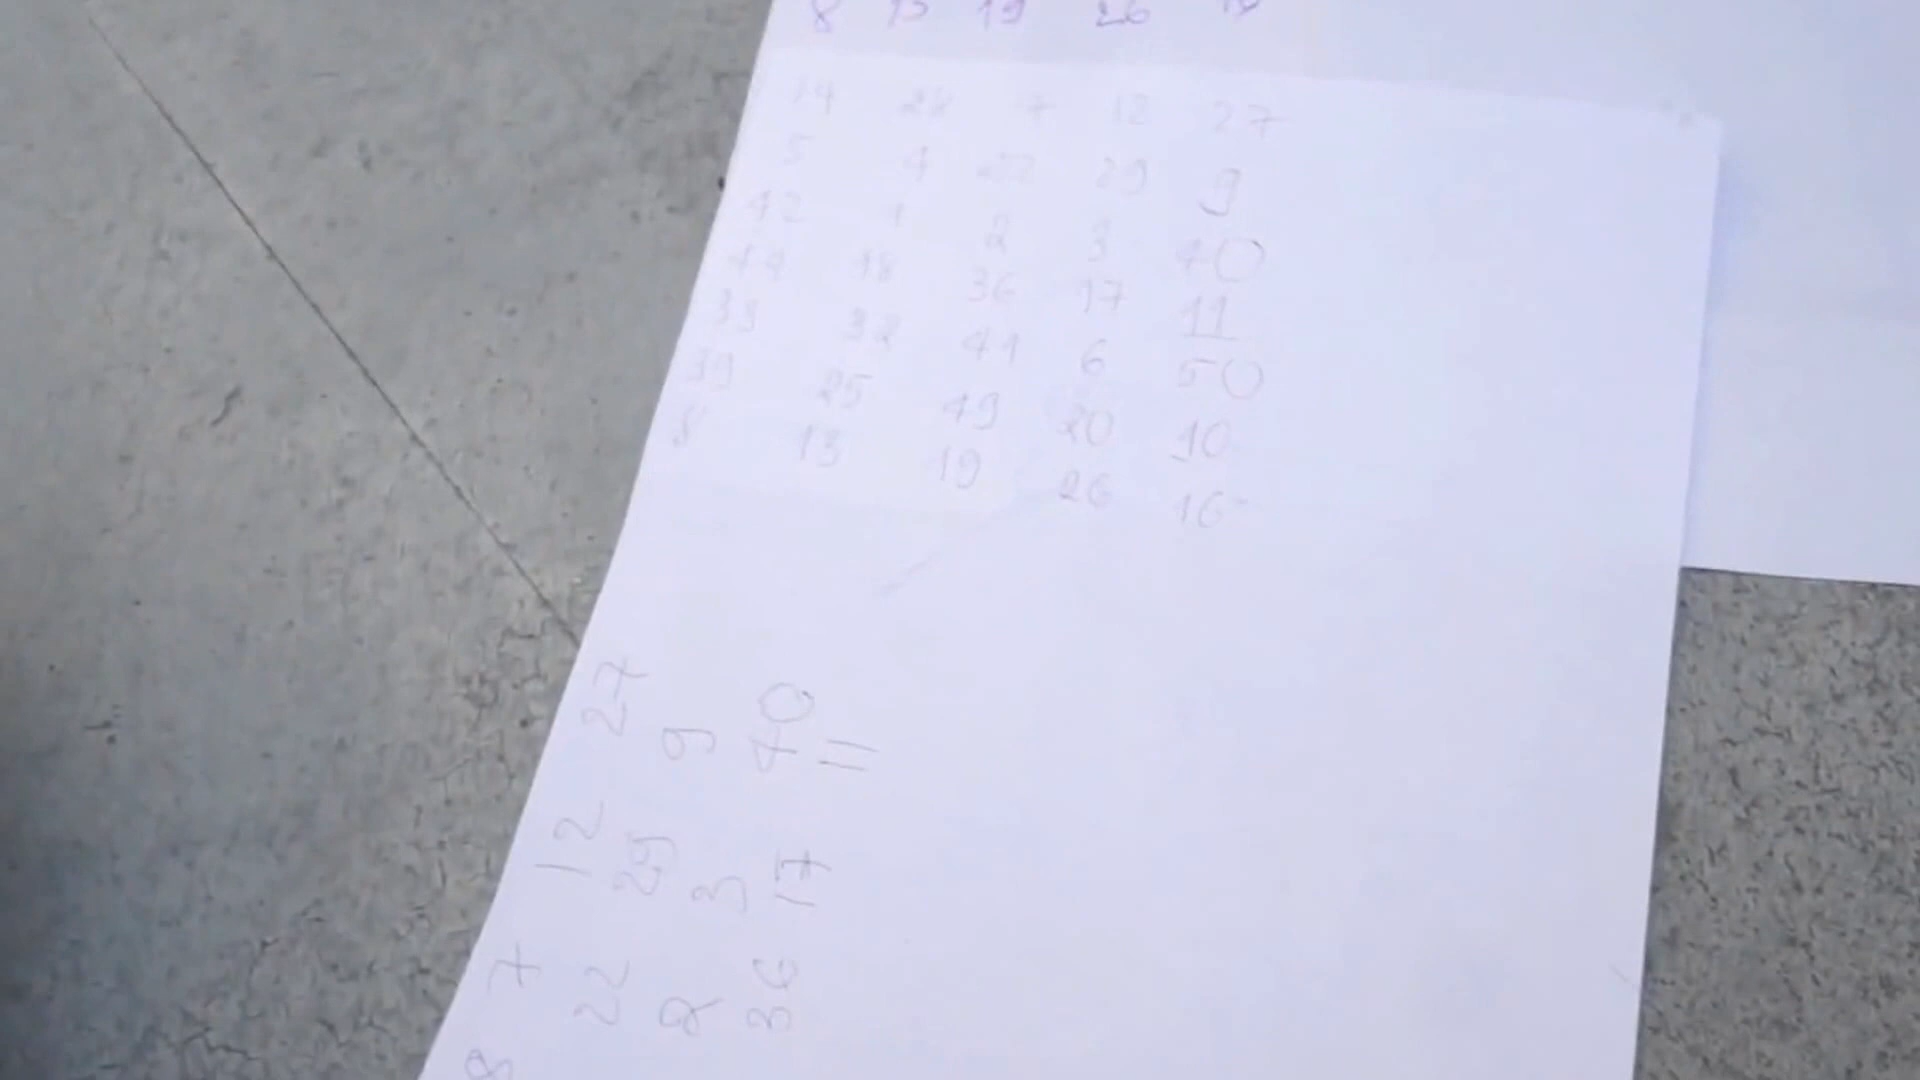 8 13 19 26
14 28 7 12 27
5 4 22 29 9
42 1 2 3 40
44 18 36 17 11
33 32 41 6 50
39 25 49 20 10
8 13 19 26 16
8 7 12 27
22 29 9
2 3 40
36 17 11